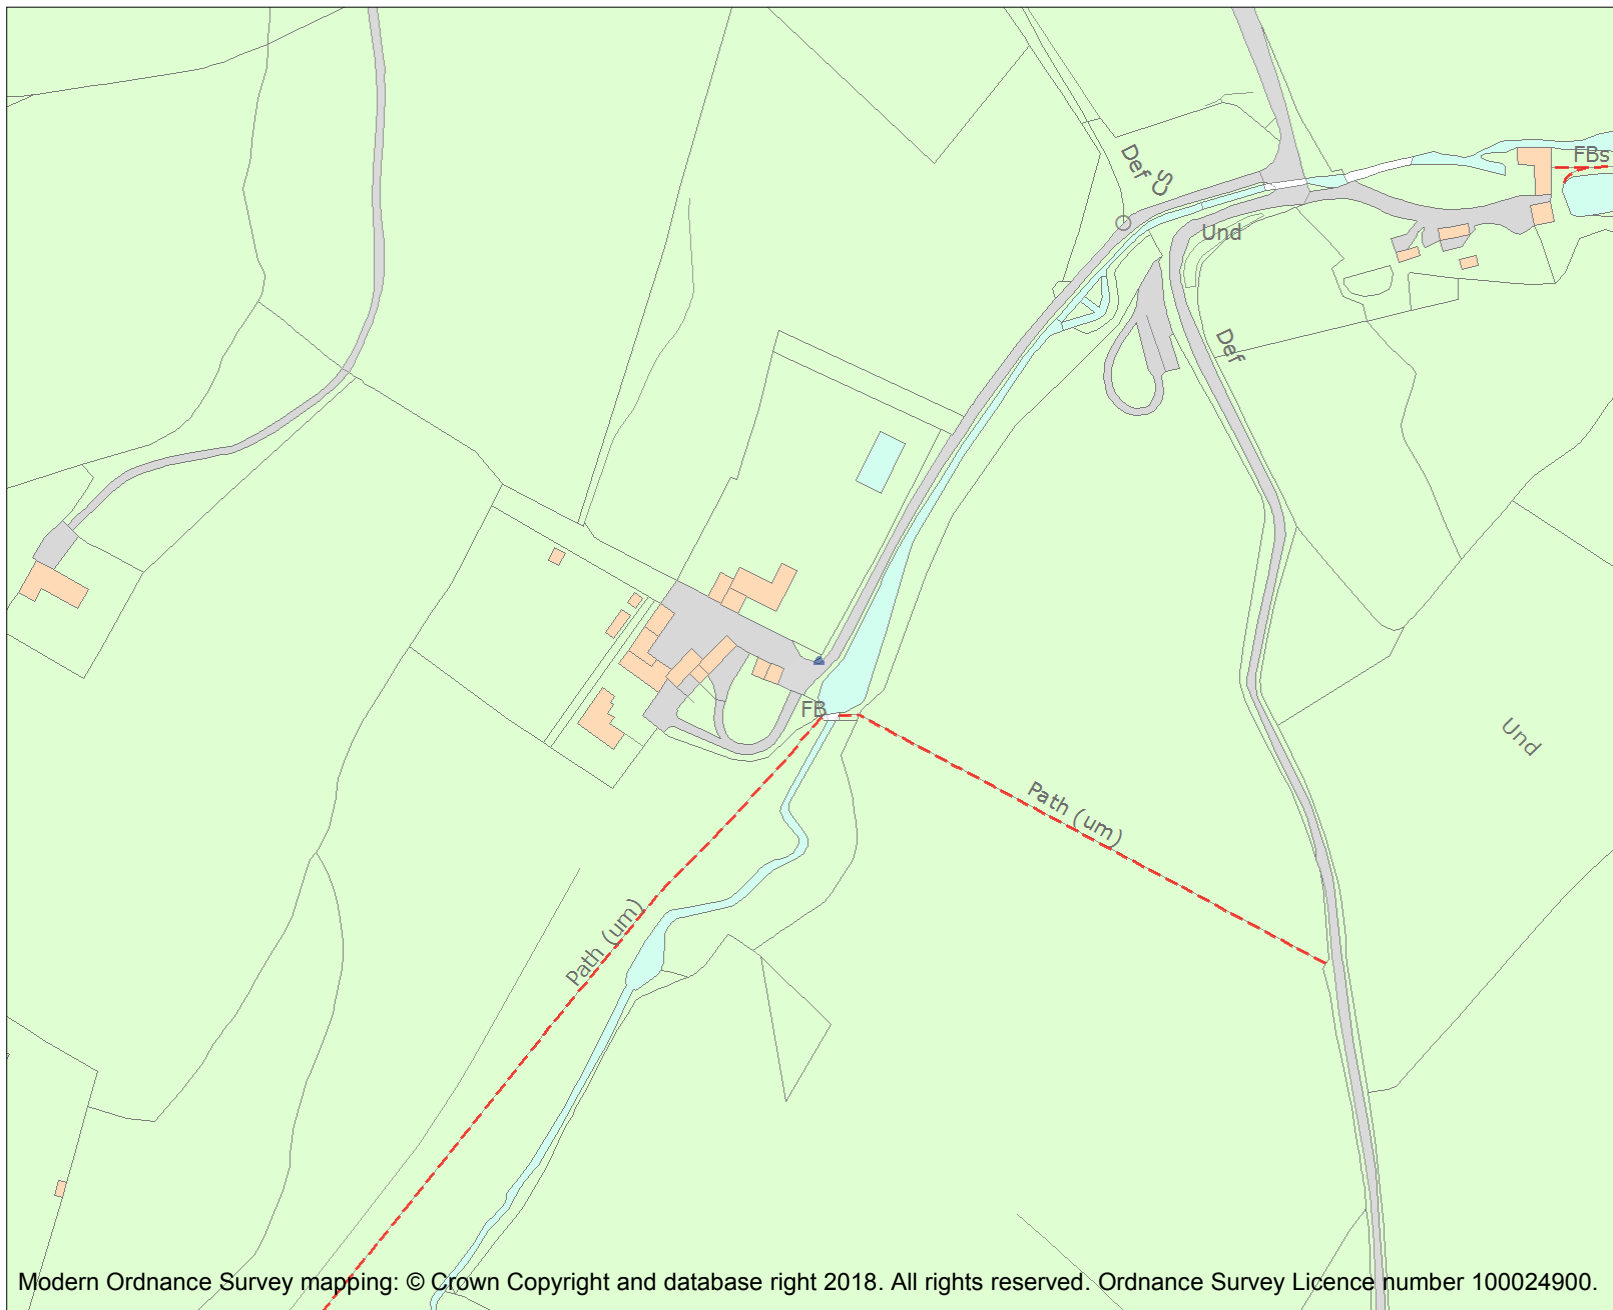 FBs
Def
CS
Und
Def
FB
Und
Path (um)
Path (um)
Modern Ordnance Survey mapping: © Crown Copyright and database right 2018. All rights reserved. Ordnance Survey Licence number 100024900.